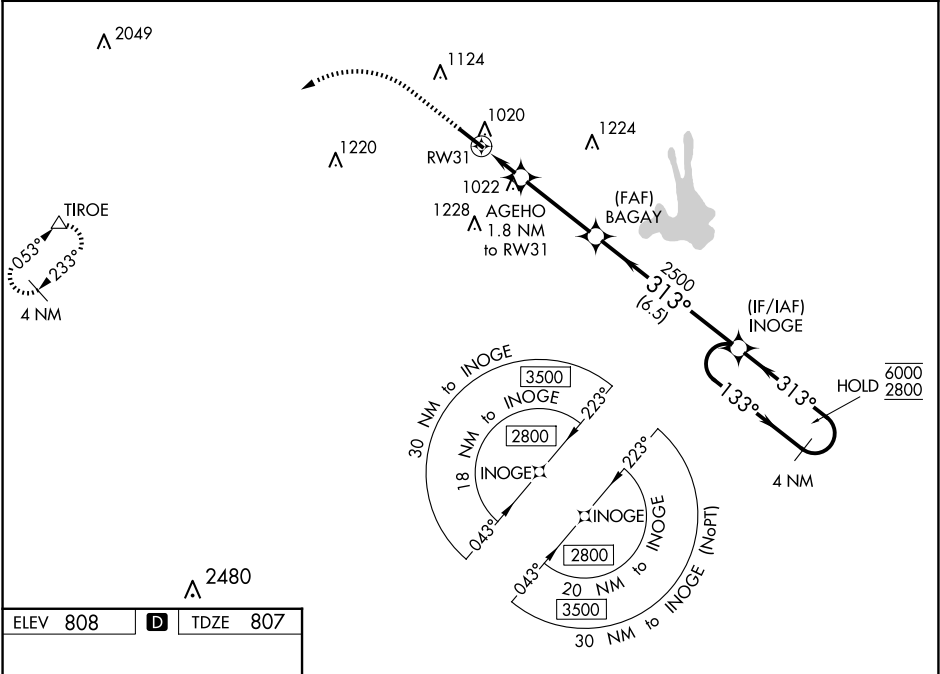 2049
1124
1020
1224
1220
RW31
1022
(FAF)
BAGAY
1228
AGEHO
1.8 NM
to RW31
TIROE
053°
233°
4 NM
2500
313°
(6.5)
(IF/IAF)
INOGE
313°
133°
HOLD
6000
2800
4 NM
30 NM to INOGE
3500
18 NM to INOGE
2800
223°
INOGE
043°
223°
INOGE
043°
2800
20 NM to INOGE
3500
30 NM to INOGE (NoPT)
2480
ELEV 808
D
TDZE 807